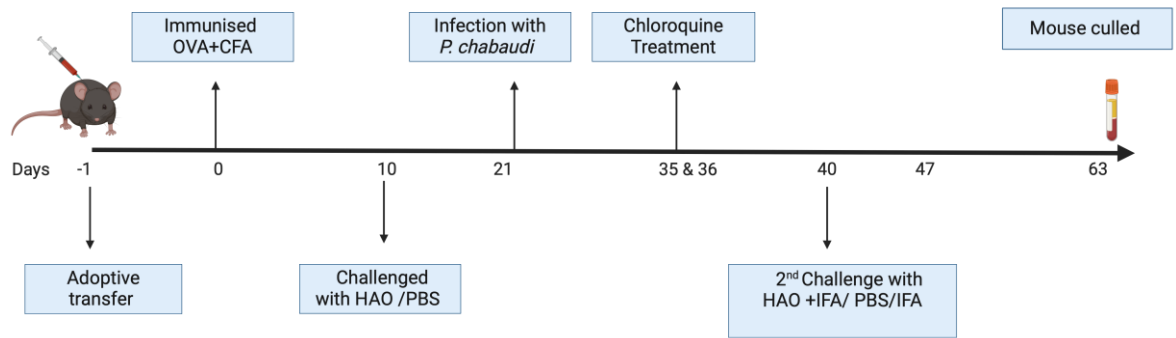 Immunised
OVA+CFA
Infection with
P. chabaudi
Chloroquine
Treatment
Mouse culled
Days -1 0 10 21 35 & 36 40 47 63
Adoptive
transfer
Challenged
with HAO /PBS
2nd Challenge with
HAO +IFA/ PBS/IFA